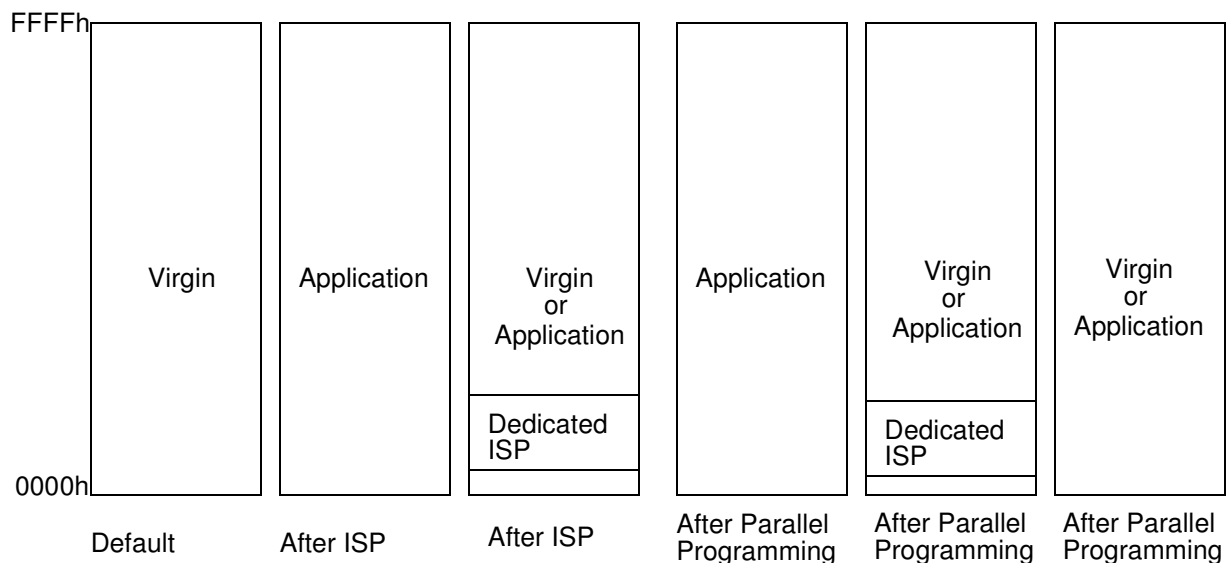 FFFFh
Virgin
Application
Virgin
or
Application
Dedicated
ISP
Application
Virgin
or
Application
Dedicated
ISP
Virgin
or
Application
0000h
Default
After ISP
After ISP
After Parallel
Programming
After Parallel
Programming
After Parallel
Programming